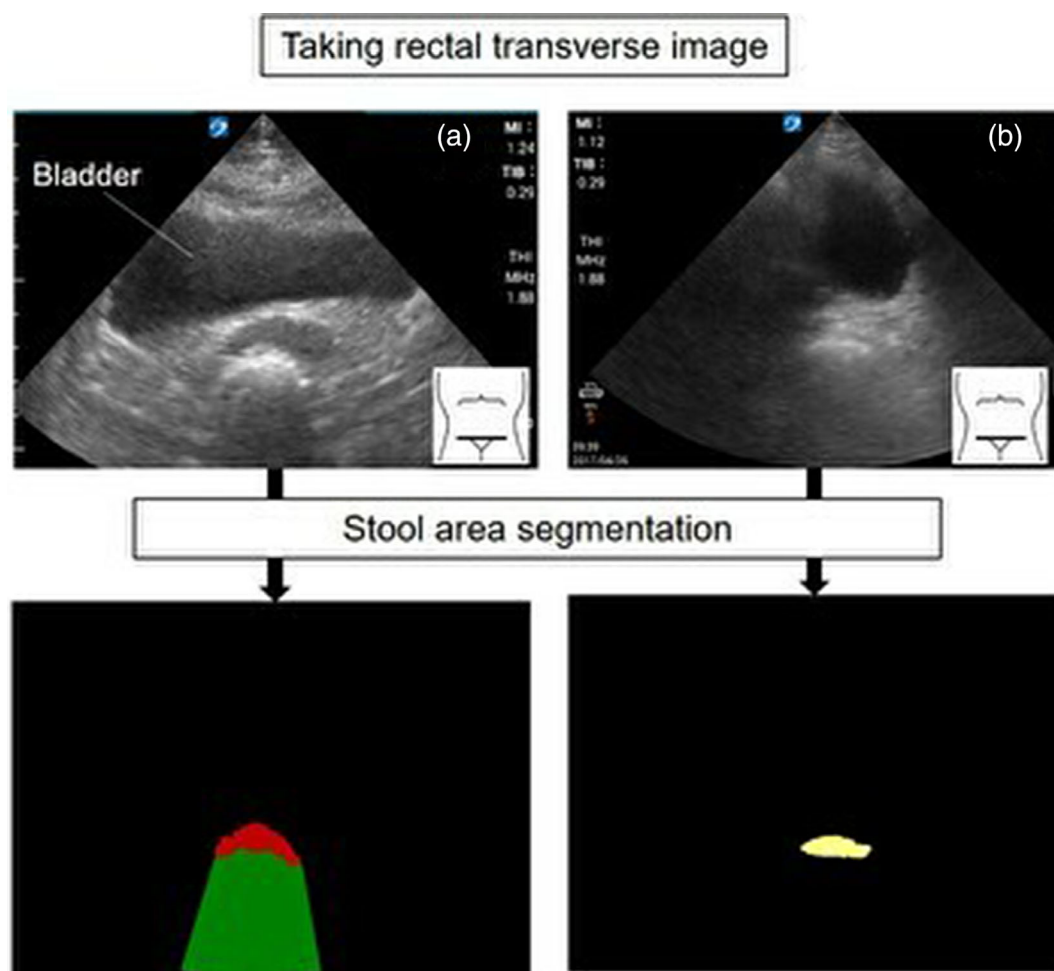 Taking rectal transverse image
(a)
MI :
1.24
TIB :
0.29
THI
MHz
1.88
Bladder
(b)
MI :
1.12
TIB :
0.29
THI
MHz
1.88
Stool area segmentation